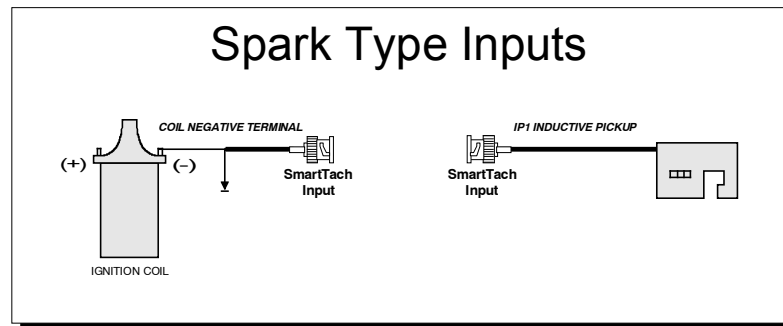 Spark Type Inputs
COIL NEGATIVE TERMINAL
(+)
(-)
SmartTach
Input
IGNITION COIL
IP1 INDUCTIVE PICKUP
SmartTach
Input